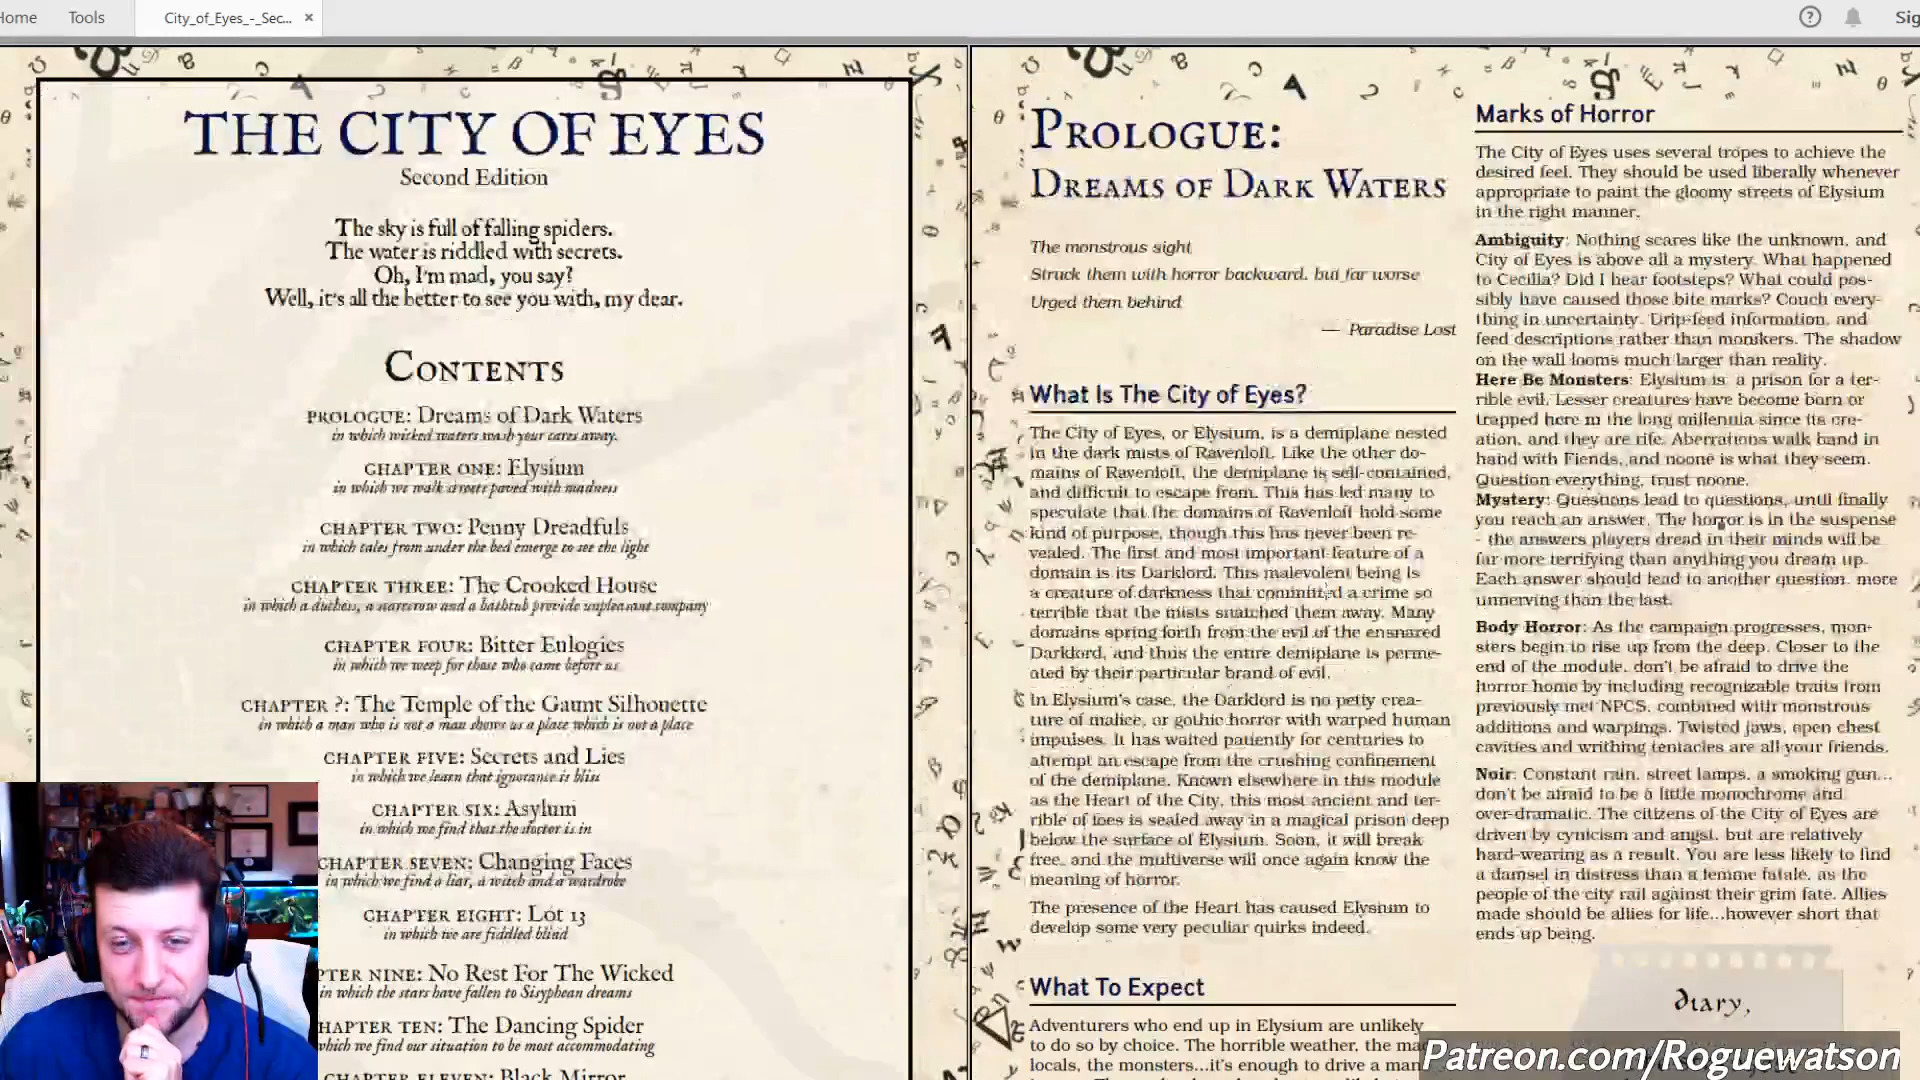 Home
Tools
City_of_Eyes_-_Sec...
×
?
Sig
THE CITY OF EYES
Second Edition
The sky is full of falling spiders.
The water is riddled with secrets.
Oh, I'm mad, you say?
Well, it's all the better to see you with, my dear.
CONTENTS
PROLOGUE: Dreams of Dark Waters
in which wicked waters wash your cares away.
CHAPTER ONE: Elysium
in which we walk streets paved with madness
CHAPTER TWO: Penny Dreadfuls
in which tales from under the bed emerge to see the light
CHAPTER THREE: The Crooked House
in which a duchess, a scarecrow and a bathtub provide unpleasant company
CHAPTER FOUR: Bitter Eulogies
in which we weep for those who came before us
CHAPTER ?: The Temple of the Gaunt Silhouette
in which a man who is not a man shows us a place which is not a place
CHAPTER FIVE: Secrets and Lies
in which we learn that ignorance is bliss
CHAPTER SIX: Asylum
in which we find that the doctor is in
CHAPTER SEVEN: Changing Faces
in which we find a liar, a witch and a wardrobe
CHAPTER EIGHT: Lot 13
in which we are fiddled blind
PTER NINE: No Rest For The Wicked
in which the stars have fallen to Sisyphean dreams
HAPTER TEN: The Dancing Spider
which we find our situation to be most accommodating
HAPTER ELEVEN: Black Mirror
PROLOGUE:
DREAMS OF DARK WATERS
The monstrous sight
Struck them with horror backward, but far worse
Urged them behind
— Paradise Lost
What Is The City of Eyes?
The City of Eyes, or Elysium, is a demiplane nested
in the dark mists of Ravenloft. Like the other do-
mains of Ravenloft, the demiplane is self-contained,
and difficult to escape from. This has led many to
speculate that the domains of Ravenloft hold some
kind of purpose, though this has never been re-
vealed. The first and most important feature of a
domain is its Darklord. This malevolent being is
a creature of darkness that committed a crime so
terrible that the mists snatched them away. Many
domains spring forth from the evil of the ensnared
Darklord, and thus the entire demiplane is perme-
ated by their particular brand of evil.
In Elysium's case, the Darklord is no petty crea-
ture of malice, or gothic horror with warped human
impulses. It has waited patiently for centuries to
attempt an escape from the crushing confinement
of the demiplane. Known elsewhere in this module
as the Heart of the City, this most ancient and ter-
rible of foes is sealed away in a magical prison deep
below the surface of Elysium. Soon, it will break
free, and the multiverse will once again know the
meaning of horror.
The presence of the Heart has caused Elysium to
develop some very peculiar quirks indeed.
What To Expect
Adventurers who end up in Elysium are unlikely
to do so by choice. The horrible weather, the mad
locals, the monsters...it's enough to drive a man
Marks of Horror
The City of Eyes uses several tropes to achieve the
desired feel. They should be used liberally whenever
appropriate to paint the gloomy streets of Elysium
in the right manner.
Ambiguity: Nothing scares like the unknown, and
City of Eyes is above all a mystery. What happened
to Cecilia? Did I hear footsteps? What could pos-
sibly have caused those bite marks? Couch every-
thing in uncertainty. Drip-feed information, and
feed descriptions rather than monikers. The shadow
on the wall looms much larger than reality.
Here Be Monsters: Elysium is a prison for a ter-
rible evil. Lesser creatures have become born or
trapped here in the long millennia since its cre-
ation, and they are rife. Aberrations walk hand in
hand with Fiends, and noone is what they seem.
Question everything, trust noone.
Mystery: Questions lead to questions, until finally
you reach an answer. The horror is in the suspense
- the answers players dread in their minds will be
far more terrifying than anything you dream up.
Each answer should lead to another question, more
unnerving than the last.
Body Horror: As the campaign progresses, mon-
sters begin to rise up from the deep. Closer to the
end of the module, don't be afraid to drive the
horror home by including recognizable traits from
previously met NPCS, combined with monstrous
additions and warpings. Twisted jaws, open chest
cavities and writhing tentacles are all your friends.
Noir: Constant rain, street lamps, a smoking gun...
don't be afraid to be a little monochrome and
over-dramatic. The citizens of the City of Eyes are
driven by cynicism and angst, but are relatively
hard-wearing as a result. You are less likely to find
a damsel in distress than a femme fatale, as the
people of the city rail against their grim fate. Allies
made should be allies for life...however short that
ends up being.
Diary,
Patreon.com/Roguewatson